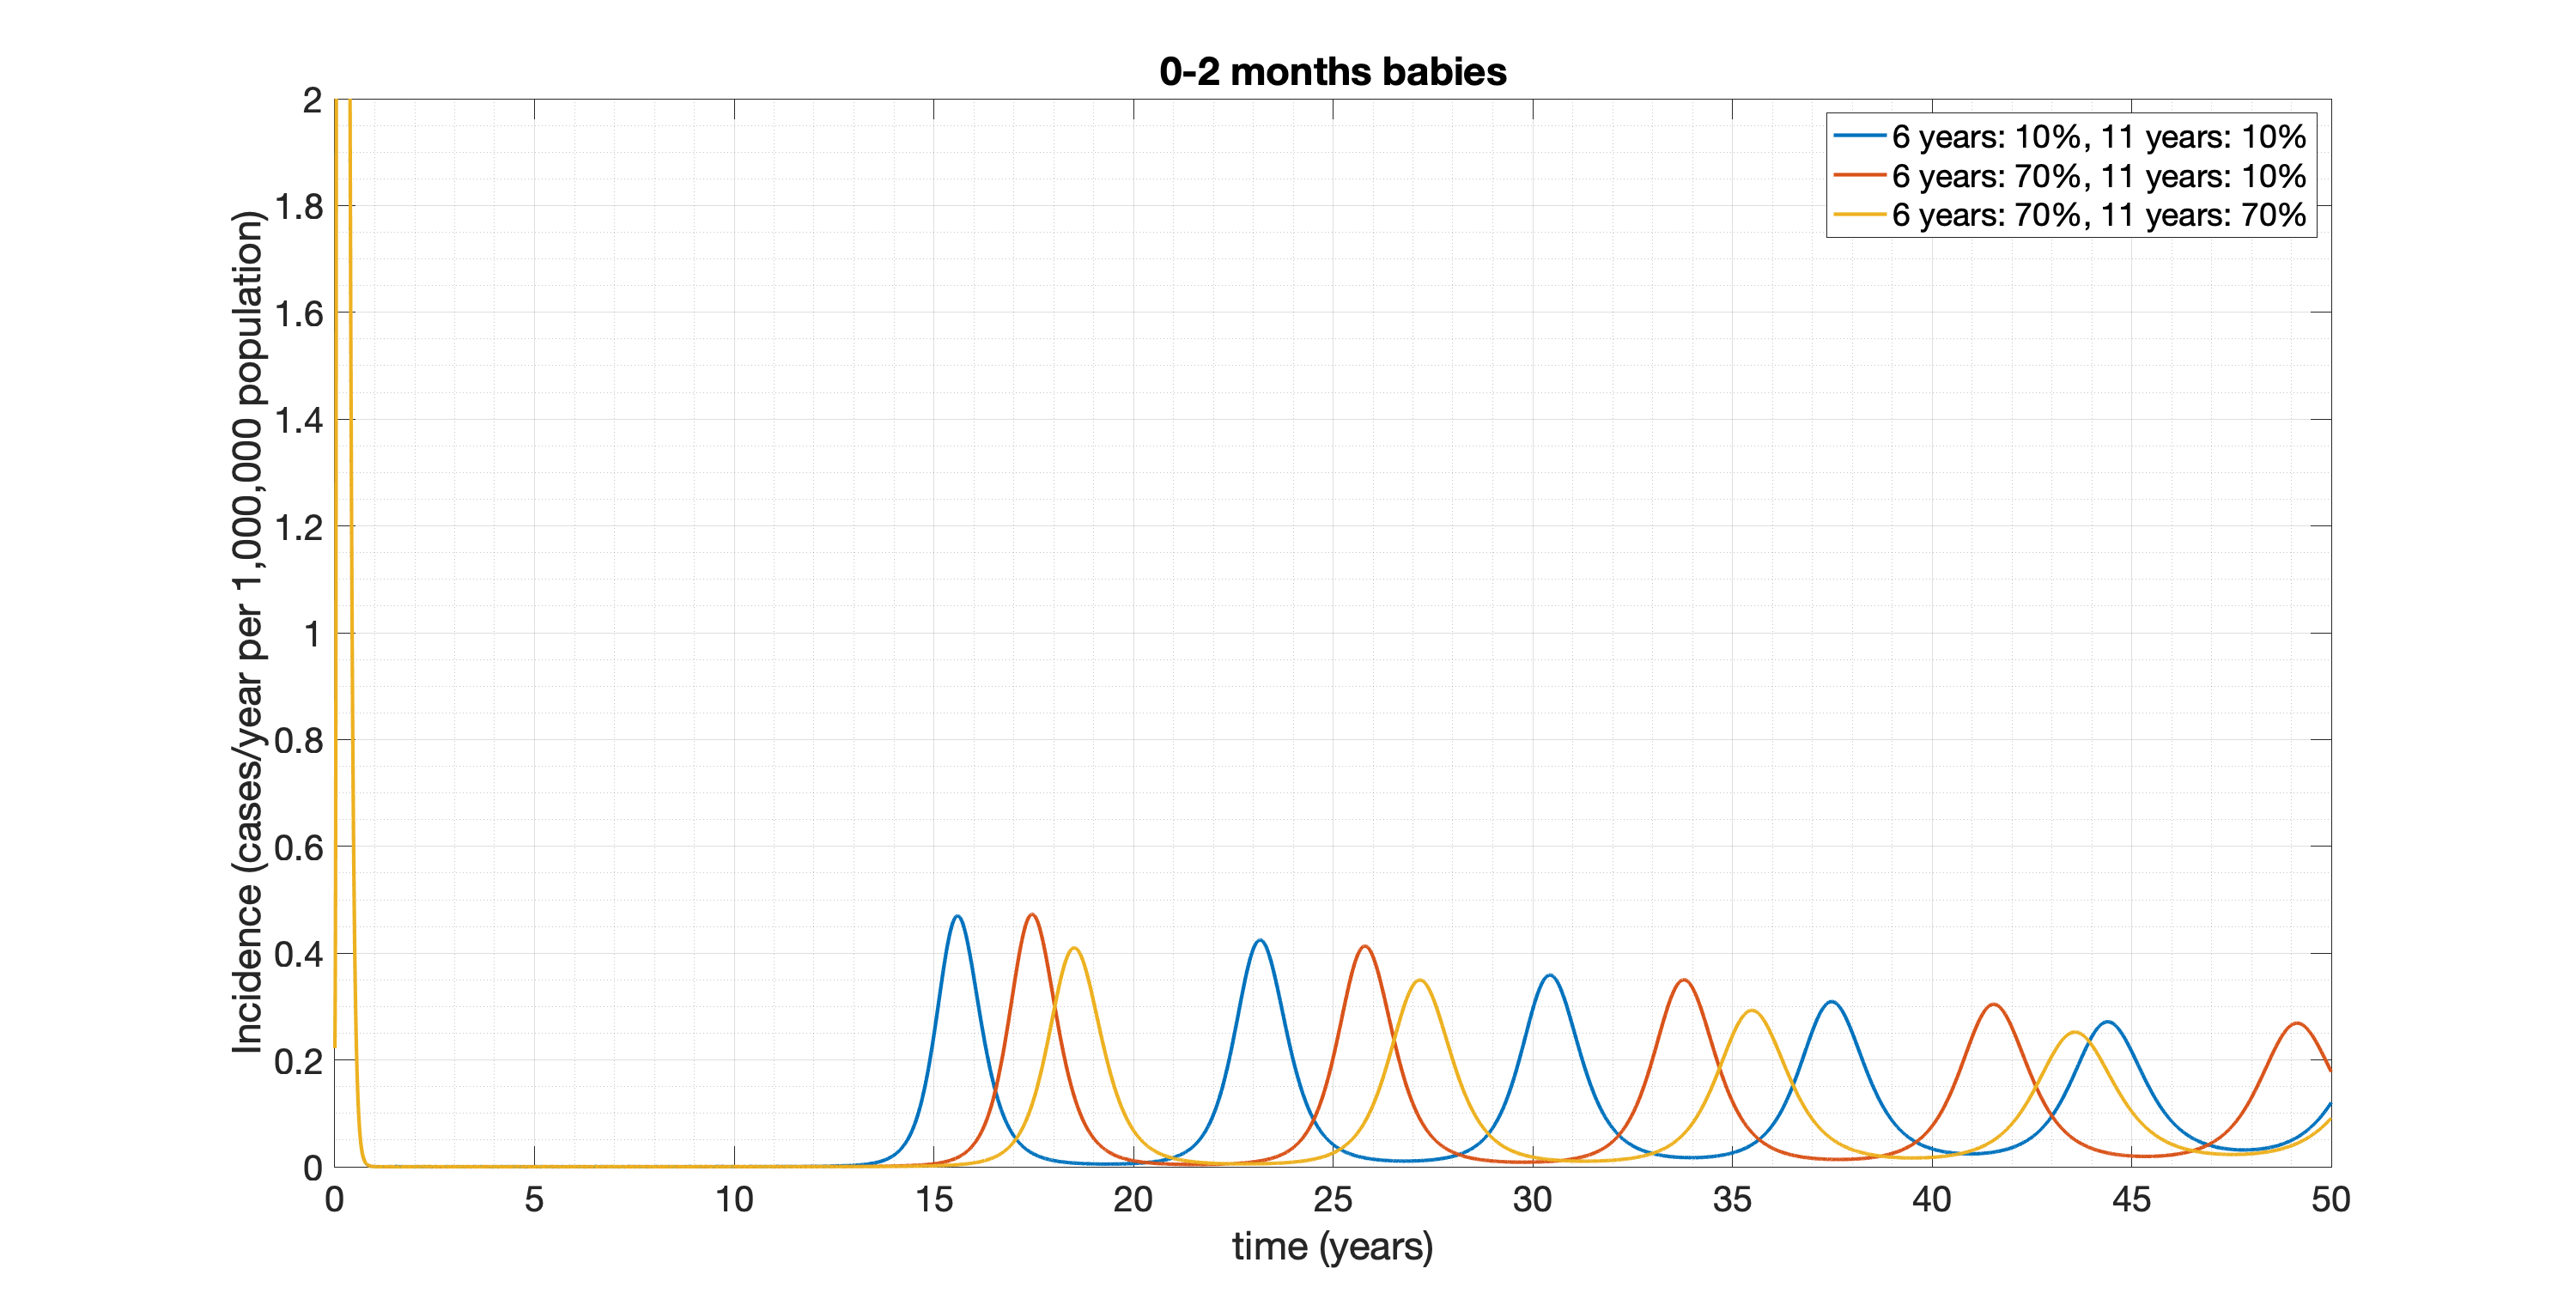 0-2 months babies
6 years: 10%, 11 years: 10%
6 years: 70%, 11 years: 10%
6 years: 70%, 11 years: 70%
Incidence (cases/year per 1,000,000 population)
2
1.8
1.6
1.4
1.2
1
0.8
0.6
0.4
0.2
0
0 5 10 15 20 25 30 35 40 45 50
time (years)